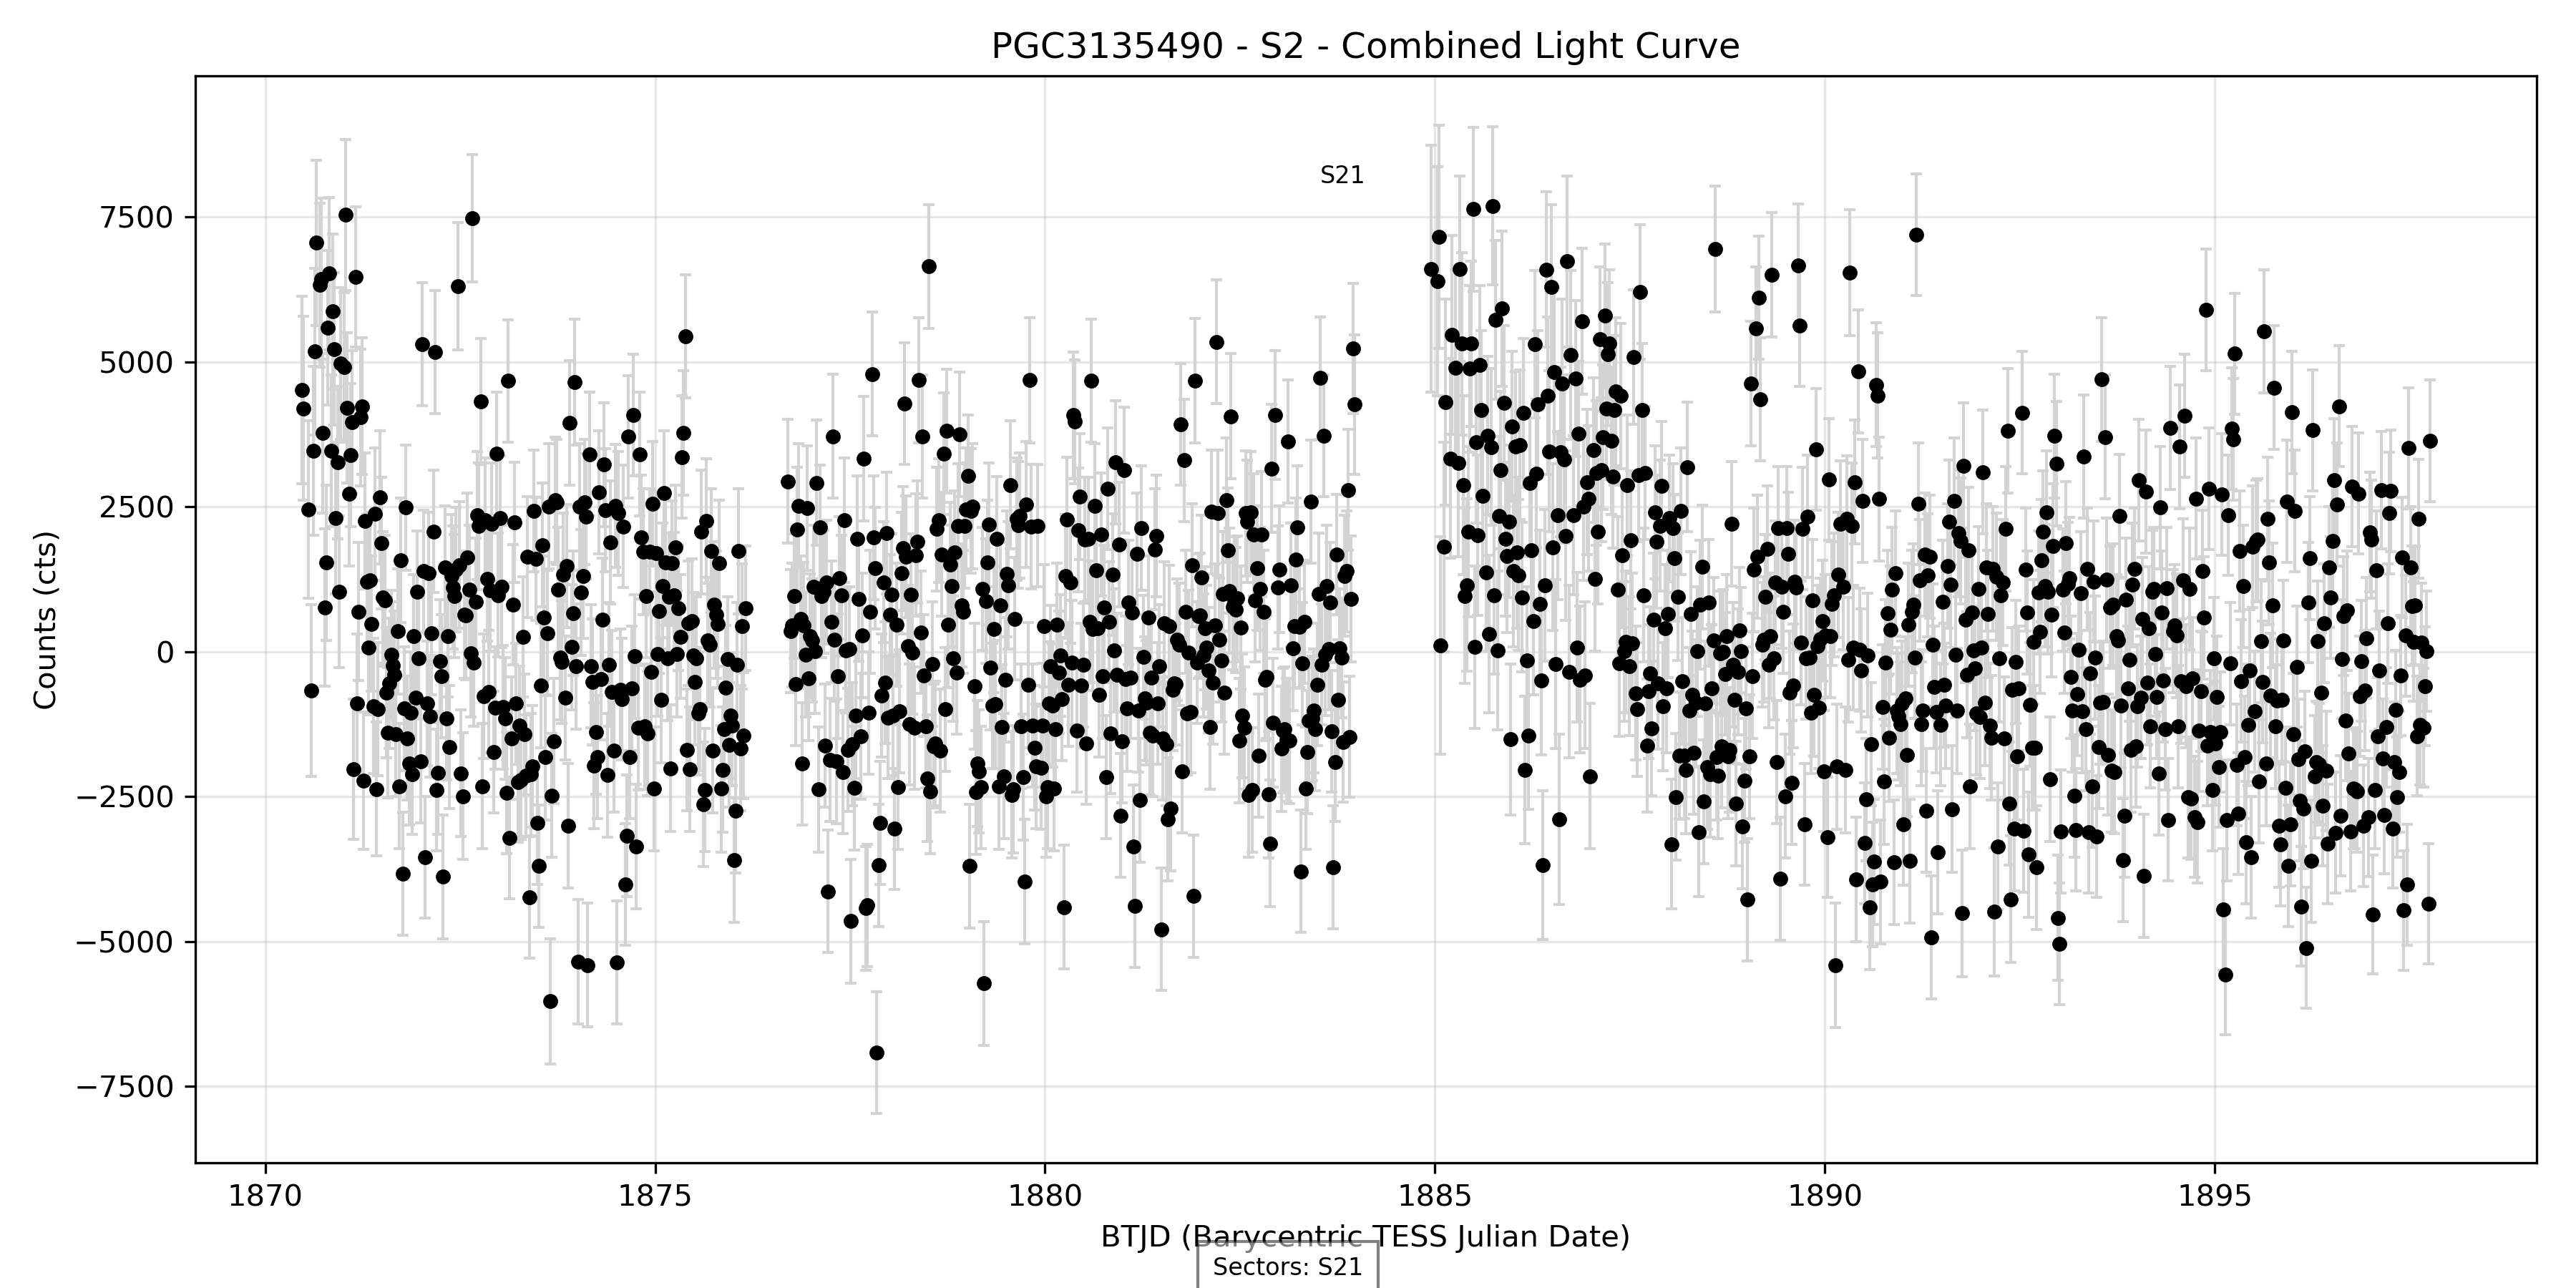 PGC3135490 - S2 - Combined Light Curve
S21
7500
5000
2500
0
−2500
−5000
−7500
Counts (cts)
1870 1875 1880 1885 1890 1895
BTJD (Barycentric TESS Julian Date)
Sectors: S21